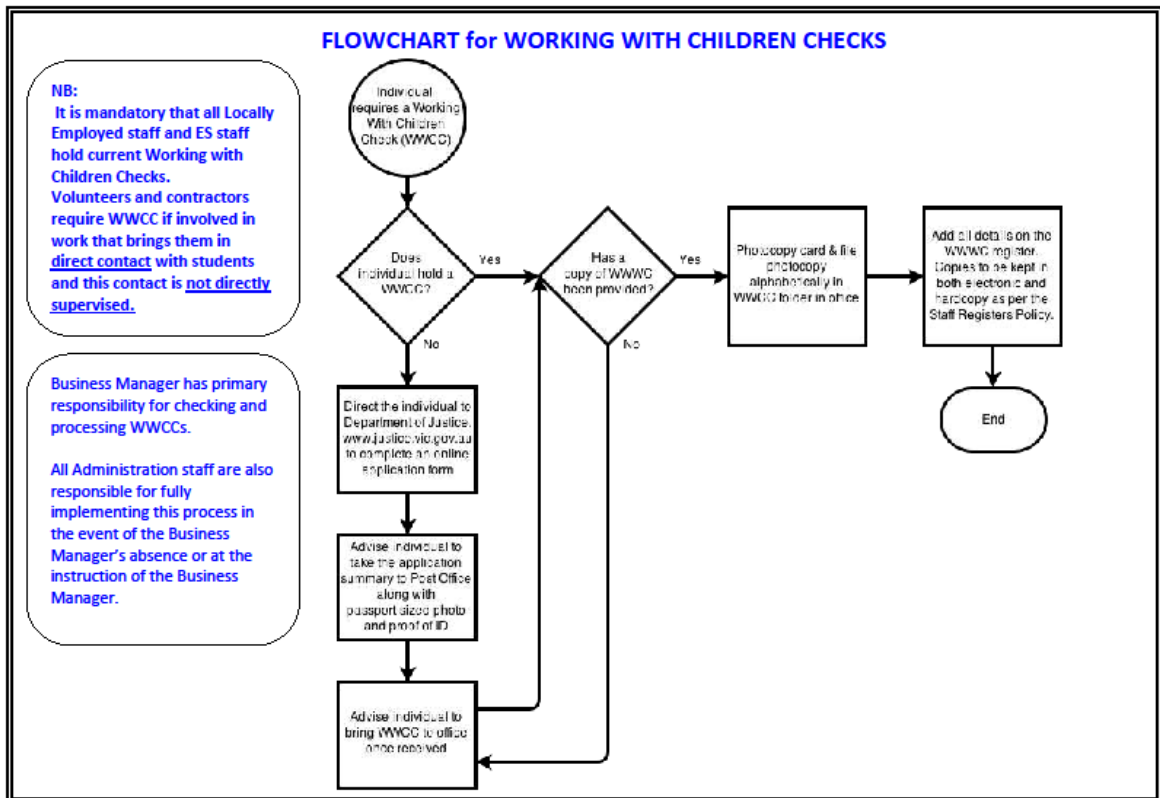 FLOWCHART for WORKING WITH CHILDREN CHECKS
NB:
It is mandatory that all Locally
Employed staff and ES staff
hold current Working with
Children Checks.
Volunteers and contractors
require WWCC if involved in
work that brings them in
direct contact with students
and this contact is not directly
supervised.
Business Manager has primary
responsibility for checking and
processing WWCCs.
All Administration staff are also
responsible for fully
implementing this process in
the event of the Business
Manager's absence or at the
instruction of the Business
Manager.
Individual
requires a Working
With Children
Check (WWCC)
Does
individual hold a
WWCC?
Yes
No
Has a
copy of WWWC
been provided?
Yes
No
Photocopy card & file
photocopy
alphabetically in
WWCC folder in office
Add all details on the
WWWC register.
Copies to be kept in
both electronic and
hardcopy as per the
Staff Registers Policy.
End
Direct the individual to
Department of Justice.
www.justice.vic.gov.au
to complete an online
application form
Advise individual to
take the application
summary to Post Office
along with
passport sized photo
and proof of ID
Advise individual to
bring WWCC to office
once received